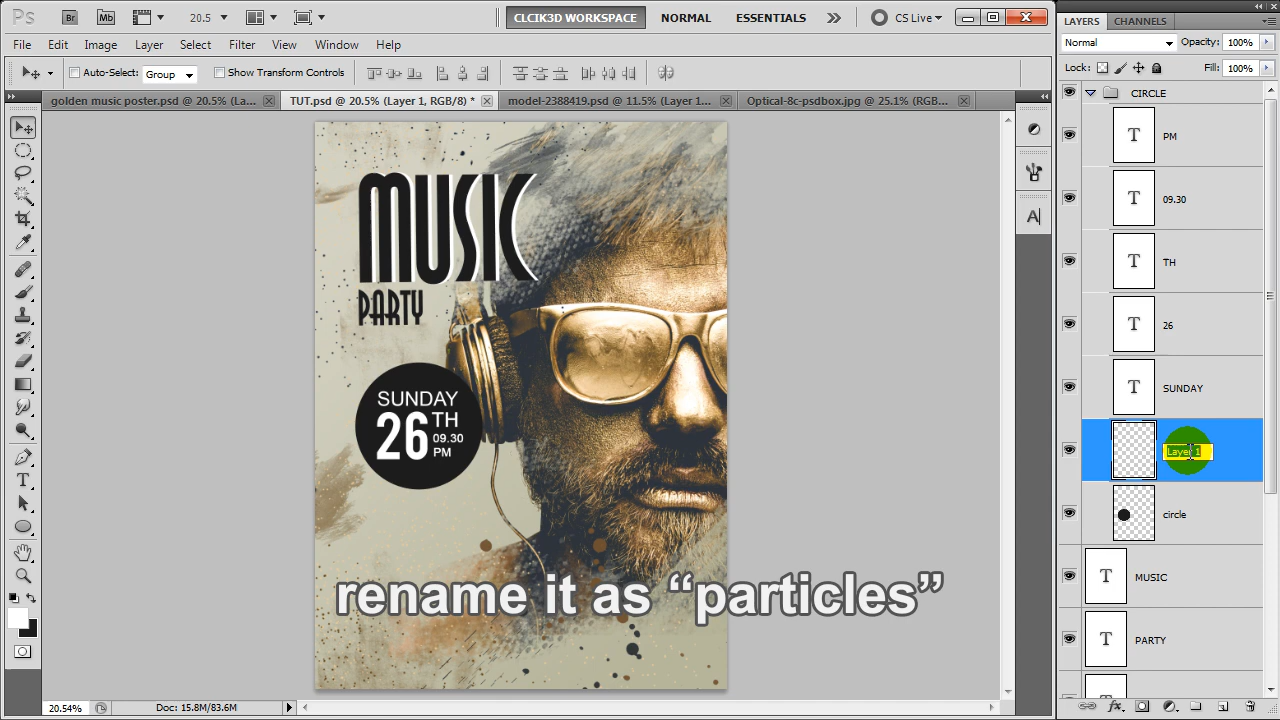 Ps
Br
Mb
20.5
CLCIK3D WORKSPACE
NORMAL
ESSENTIALS
CS Live
File
Edit
Image
Layer
Select
Filter
View
Window
Help
Auto-Select:
Group
Show Transform Controls
golden music poster.psd @ 20.5% (La...
TUT.psd @ 20.5% (Layer 1, RGB/8) *
model-2388419.psd @ 11.5% (Layer 1...
Optical-8c-psdbox.jpg @ 25.1% (RGB...
MUSIC
PARTY
SUNDAY
26 TH
09.30
PM
rename it as “particles”
20.54%
Doc: 15.8M/83.6M
LAYERS
CHANNELS
Normal
Opacity: 100%
Lock:
Fill: 100%
CIRCLE
T PM
T 09.30
T TH
T 26
T SUNDAY
Layer 1
circle
T MUSIC
T PARTY